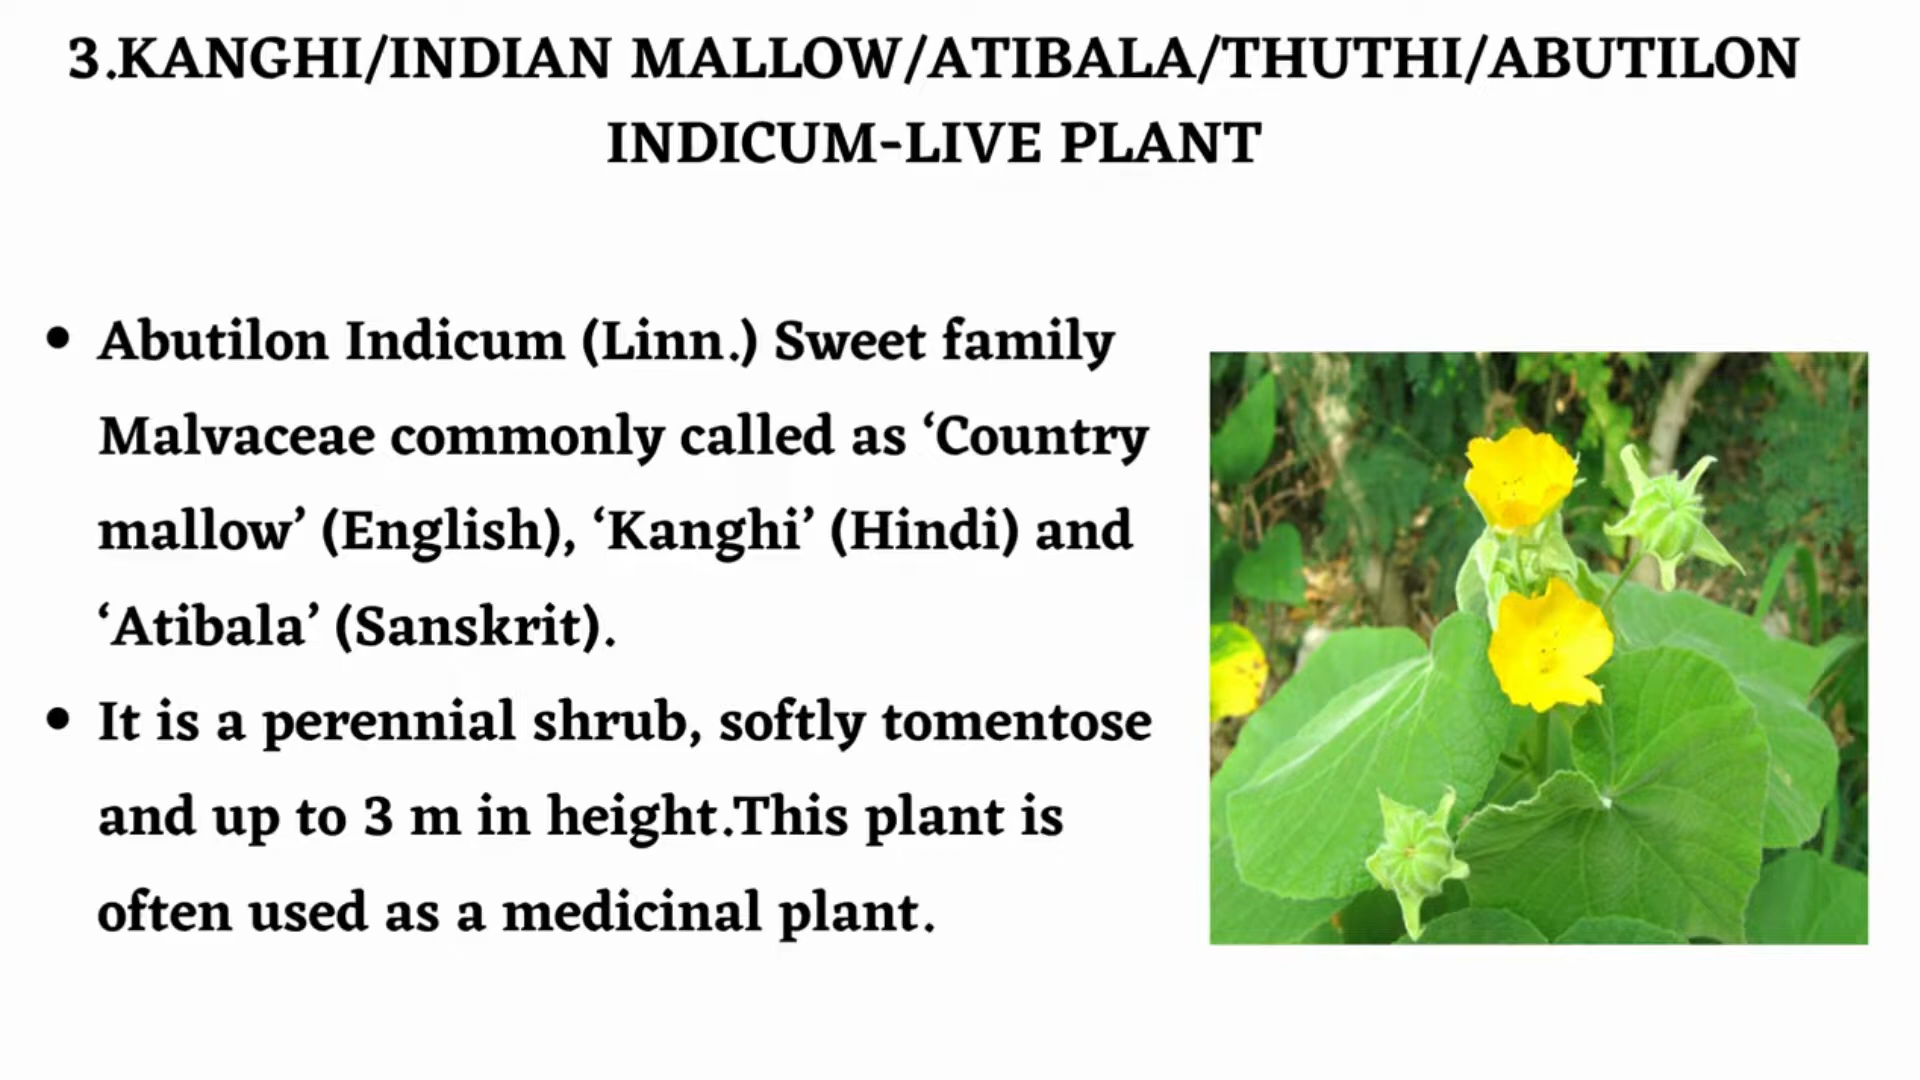 3.KANGHI/INDIAN MALLOW/ATIBALA/THUTHI/ABUTILON
INDICUM-LIVE PLANT
• Abutilon Indicum (Linn.) Sweet family
Malvaceae commonly called as ‘Country
mallow’ (English), ‘Kanghi’ (Hindi) and
‘Atibala’ (Sanskrit).
• It is a perennial shrub, softly tomentose
and up to 3 m in height.This plant is
often used as a medicinal plant.